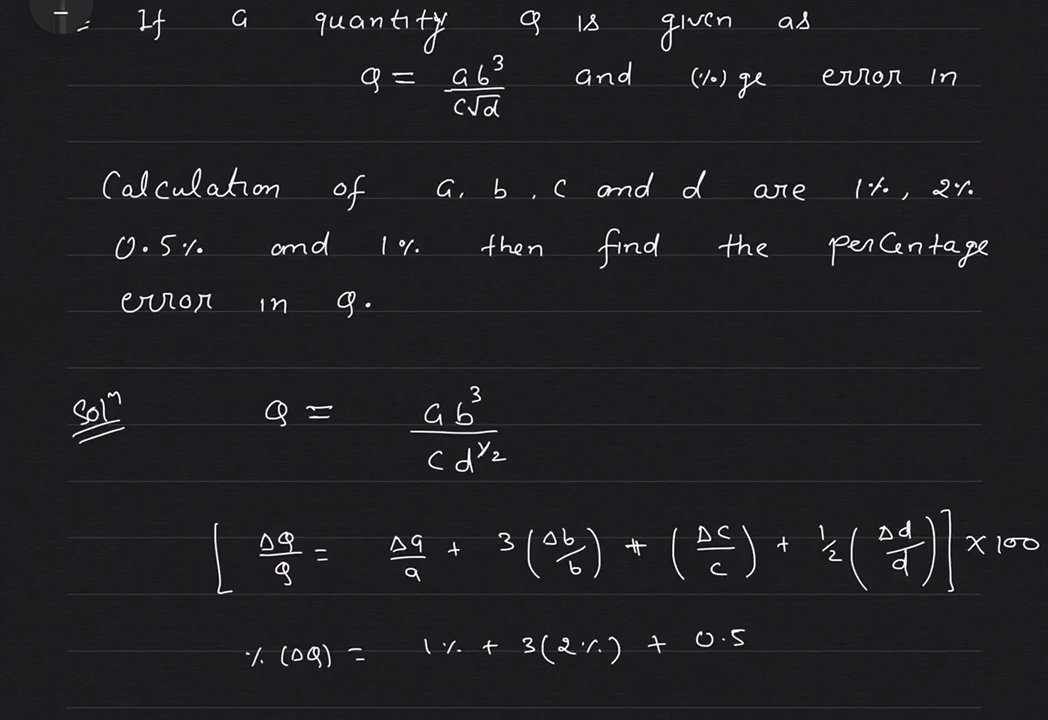 If a quantity Q is given as
Q = ab³/c√d and (%)ge error in
Calculation of a, b, c and d are 1%, 2%
0.5% and 1% then find the percentage
error in Q.
Solⁿ Q = ab³/cd^1/2
[ΔQ/Q = Δa/a + 3(Δb/b) + (Δc/c) + 1/2(Δd/d)] × 100
% (ΔQ) = 1% + 3(2%) + 0.5